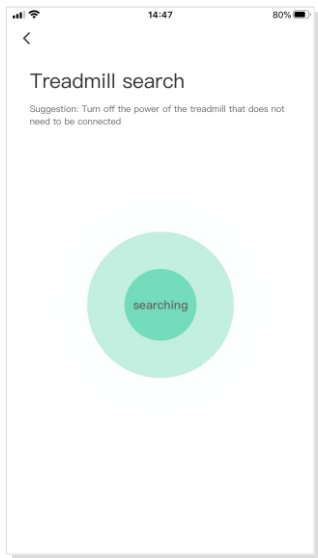 14:47
80%
Treadmill search
Suggestion: Turn off the power of the treadmill that does not
need to be connected
searching